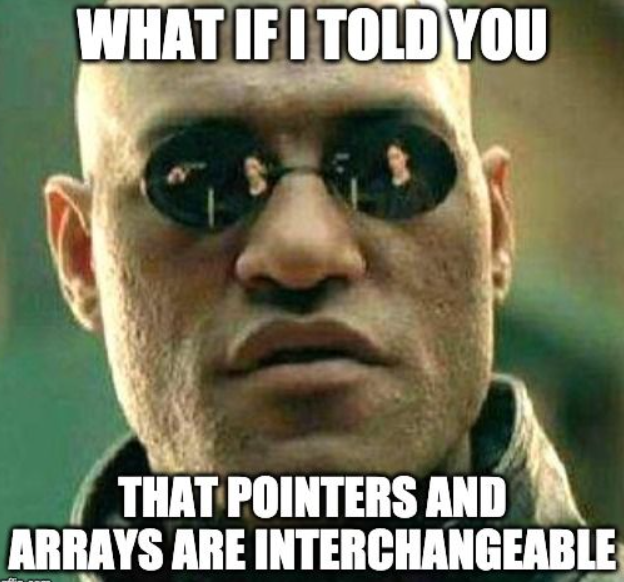 WHAT IF I TOLD YOU
THAT POINTERS AND
ARRAYS ARE INTERCHANGEABLE